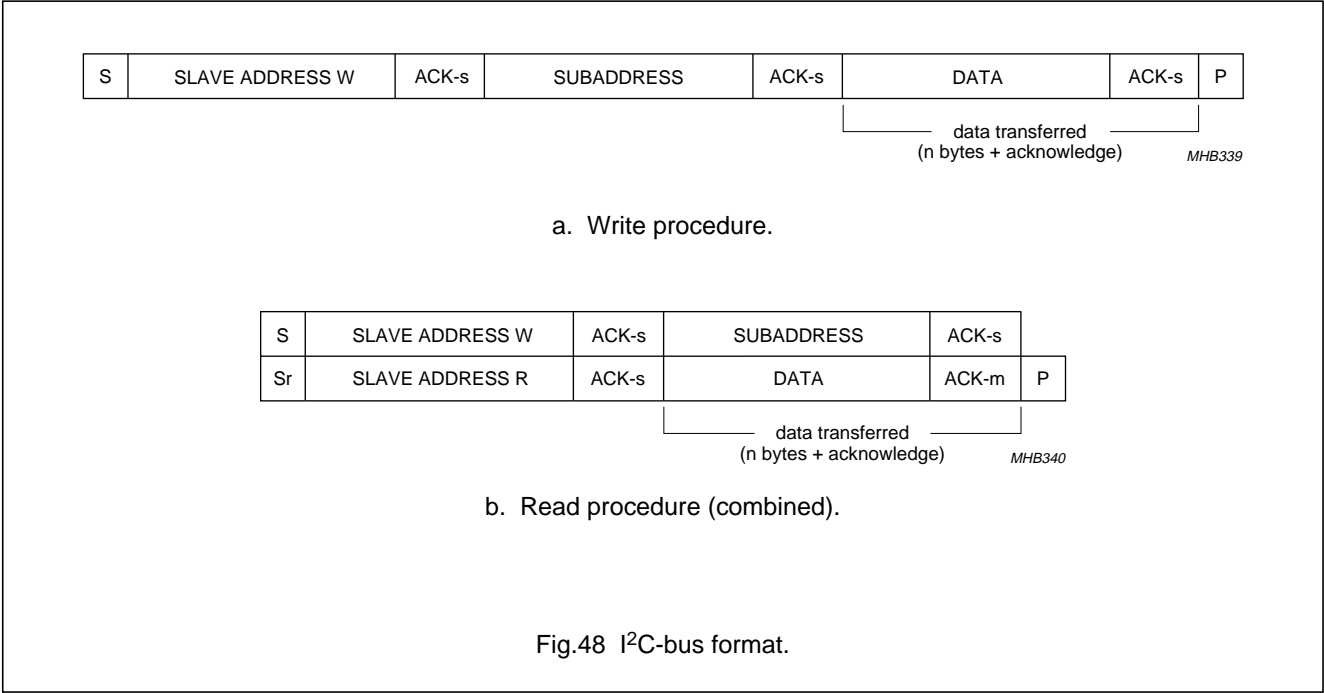 S SLAVE ADDRESS W ACK-s SUBADDRESS ACK-s DATA ACK-s P
data transferred
(n bytes + acknowledge)
MHB339
a. Write procedure.
S SLAVE ADDRESS W ACK-s SUBADDRESS ACK-s
Sr SLAVE ADDRESS R ACK-s DATA ACK-m P
data transferred
(n bytes + acknowledge)
MHB340
b. Read procedure (combined).
Fig.48 I²C-bus format.